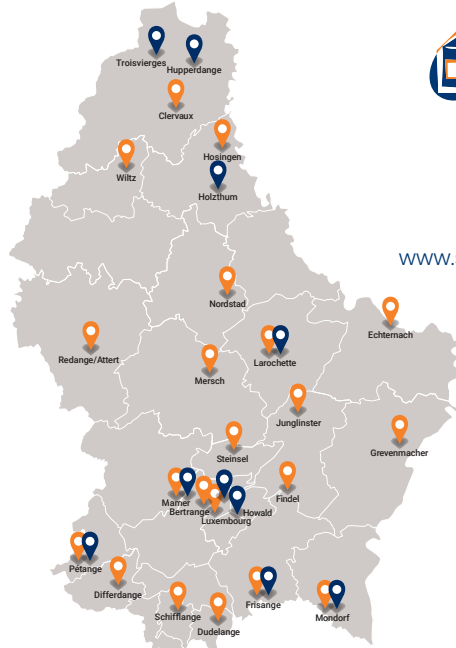 Troisvierges
Hupperdange
Clervaux
Hosingen
Wiltz
Holzthum
www.
Nordstad
Echternach
Redange/Attert
Larochette
Mersch
Junglinster
Grevenmacher
Steinsel
Findel
Mamer
Bertrange
Howald
Luxembourg
Pétange
Differdange
Frisange
Schifflange
Mondorf
Dudelange